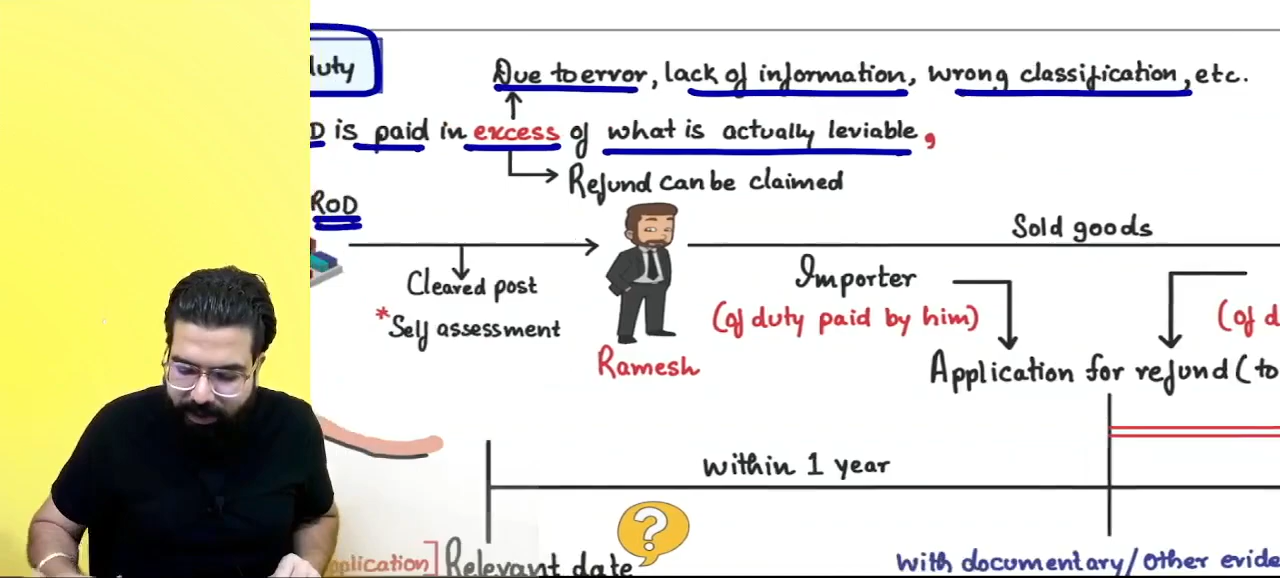 duty
Due to error, lack of information, wrong classification, etc.
D is paid in excess of what is actually leviable,
Refund can be claimed
RoD
Sold goods
Cleared post
Importer
*Self assessment
(of duty paid by him)
(of d
Ramesh
Application for refund (to
within 1 year
?
plication] Relevant date
with documentary/other evide